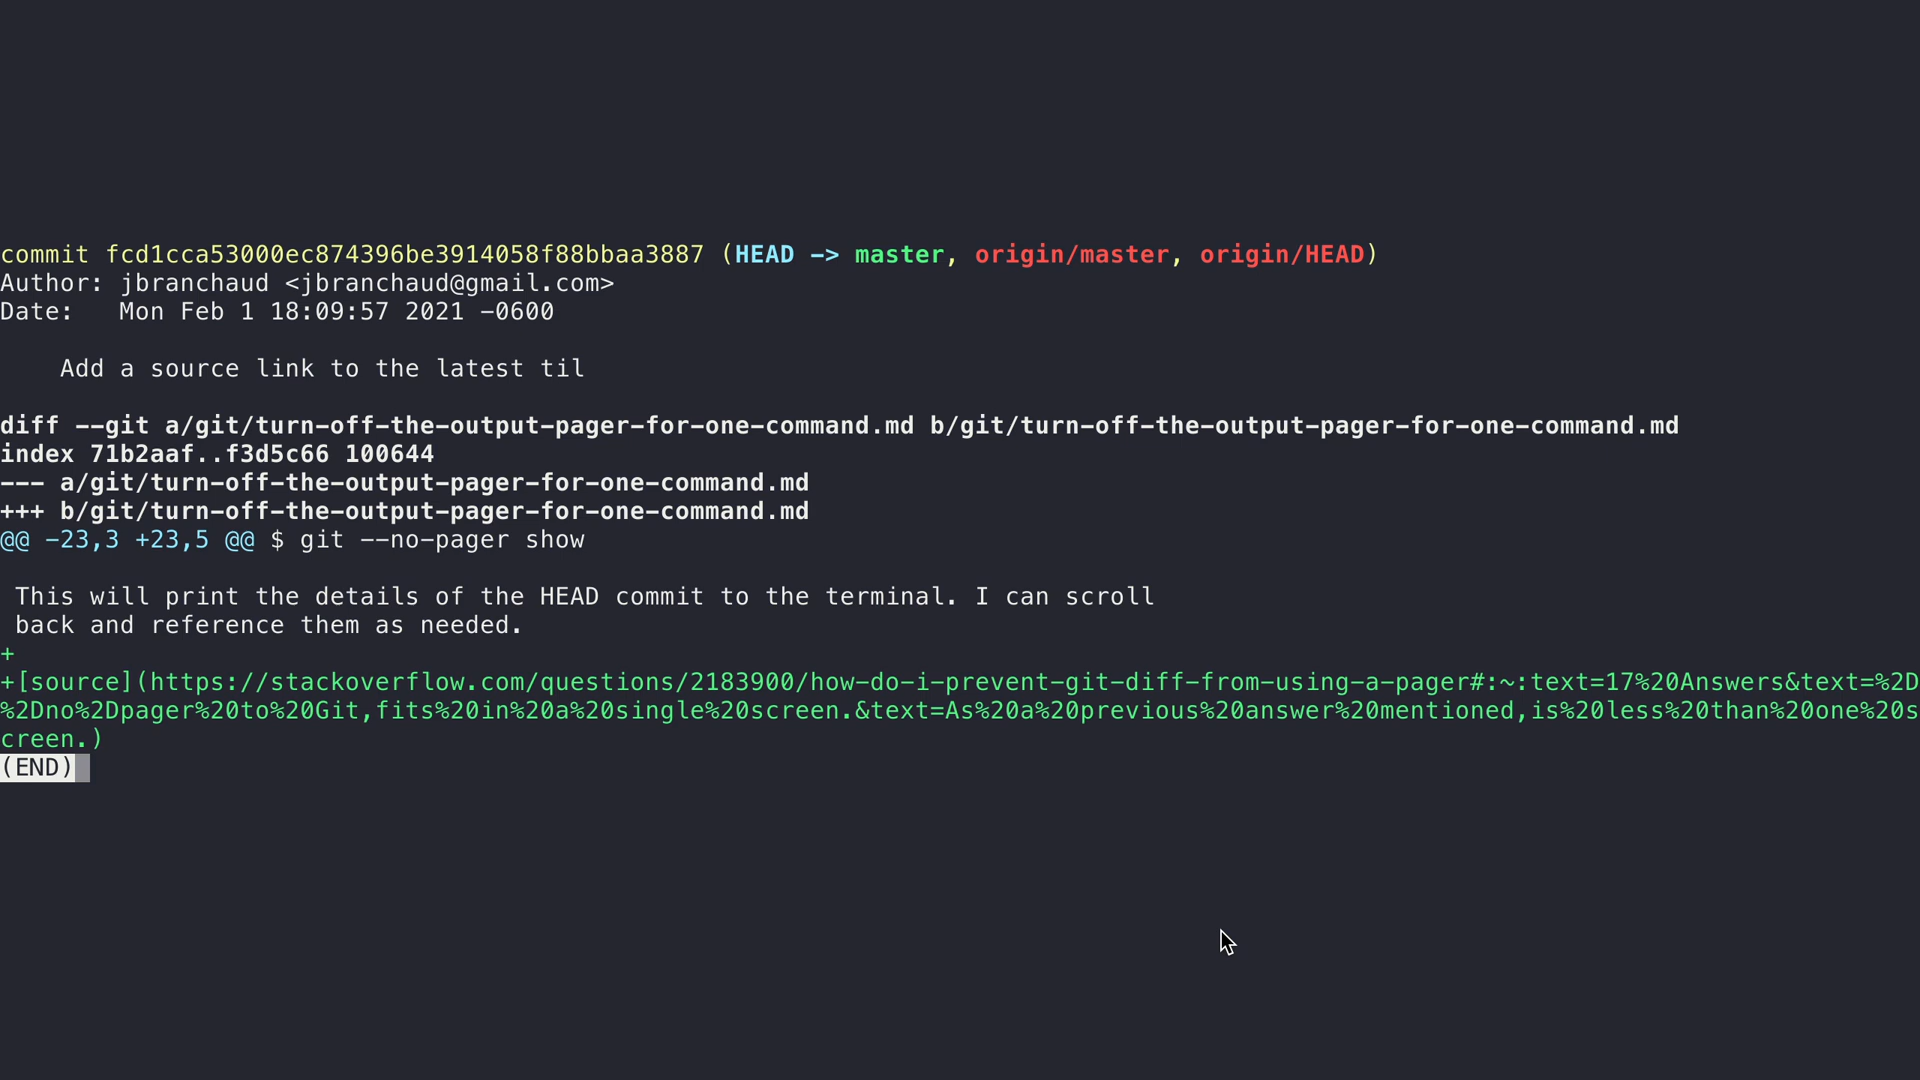 commit fcd1cca53000ec874396be3914058f88bbaa3887 (HEAD -> master, origin/master, origin/HEAD)
Author: jbranchaud <jbranchaud@gmail.com>
Date:   Mon Feb 1 18:09:57 2021 -0600
    Add a source link to the latest til
diff --git a/git/turn-off-the-output-pager-for-one-command.md b/git/turn-off-the-output-pager-for-one-command.md
index 71b2aaf..f3d5c66 100644
--- a/git/turn-off-the-output-pager-for-one-command.md
+++ b/git/turn-off-the-output-pager-for-one-command.md
@@ -23,3 +23,5 @@ $ git --no-pager show
 This will print the details of the HEAD commit to the terminal. I can scroll
 back and reference them as needed.
+
+[source](https://stackoverflow.com/questions/2183900/how-do-i-prevent-git-diff-from-using-a-pager#:~:text=17%20Answers&text=%2D
%2Dno%2Dpager%20to%20Git,fits%20in%20a%20single%20screen.&text=As%20a%20previous%20answer%20mentioned,is%20less%20than%20one%20s
creen.)
(END)